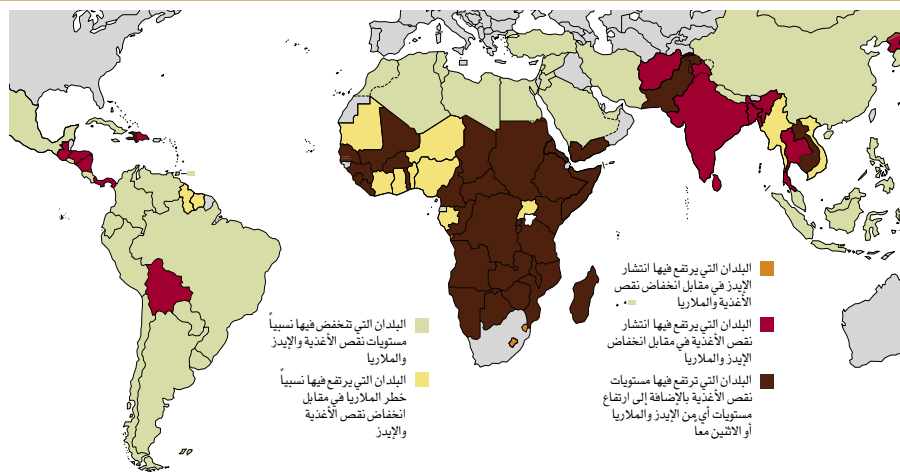 البلدان التي يرتفع فيها انتشار
الإيدز في مقابل انخفاض نقص
الأغذية والملاريا
البلدان التي يرتفع فيها انتشار
نقص الأغذية في مقابل انخفاض
الإيدز والملاريا
البلدان التي ترتفع فيها مستويات
نقص الأغذية بالإضافة إلى ارتفاع
مستويات أي من الإيدز والملاريا
أو الاثنين معاً
البلدان التي تنخفض فيها نسبياً
مستويات نقص الأغذية والإيدز
والملاريا
البلدان التي يرتفع فيها نسبياً
خطر الملاريا في مقابل
انخفاض نقص الأغذية
والإيدز